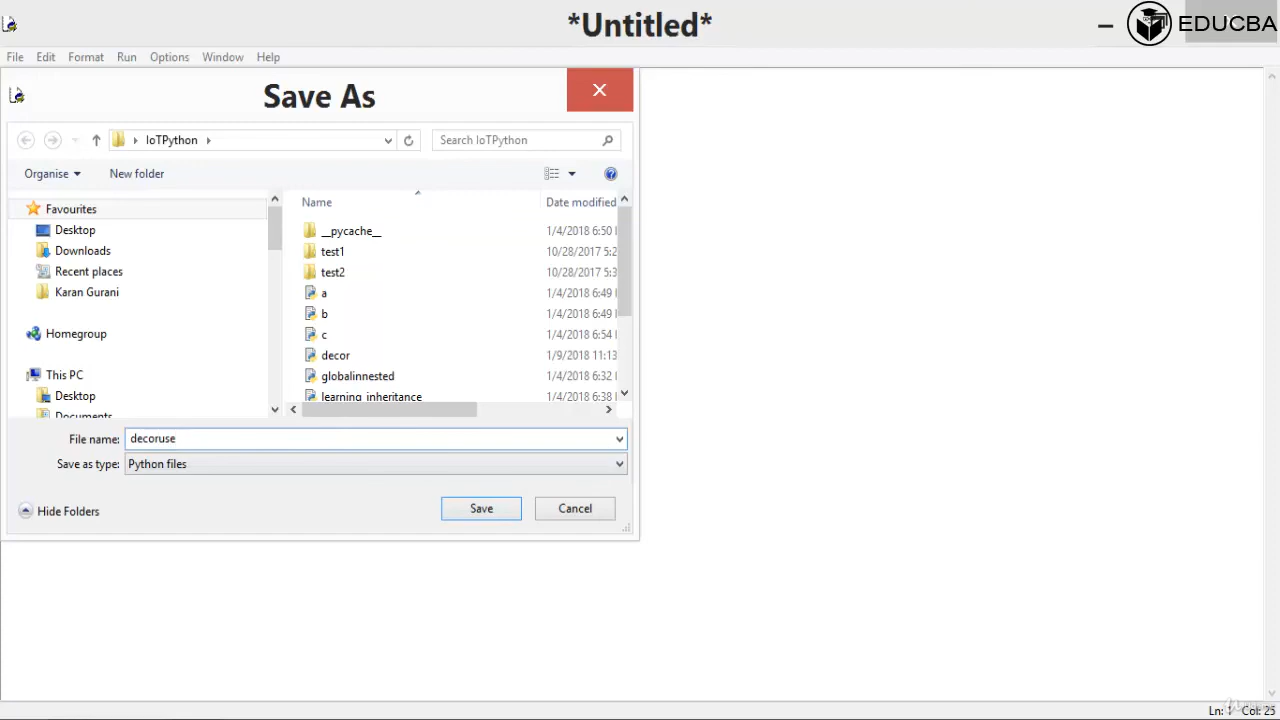 *Untitled*
EDUCBA
File Edit Format Run Options Window Help
Save As
IoTPython
Search IoTPython
Organise
New folder
Favourites
Desktop
Downloads
Recent places
Karan Gurani
Homegroup
This PC
Desktop
Documents
Name Date modified
__pycache__ 1/4/2018 6:50
test1 10/28/2017 5:2
test2 10/28/2017 5:3
a 1/4/2018 6:49
b 1/4/2018 6:49
c 1/4/2018 6:54
decor 1/9/2018 11:13
globalinnested 1/4/2018 6:32
learning_inheritance 1/4/2018 6:38
File name: decoruse
Save as type: Python files
Hide Folders
Save
Cancel
Ln: 1 Col: 25